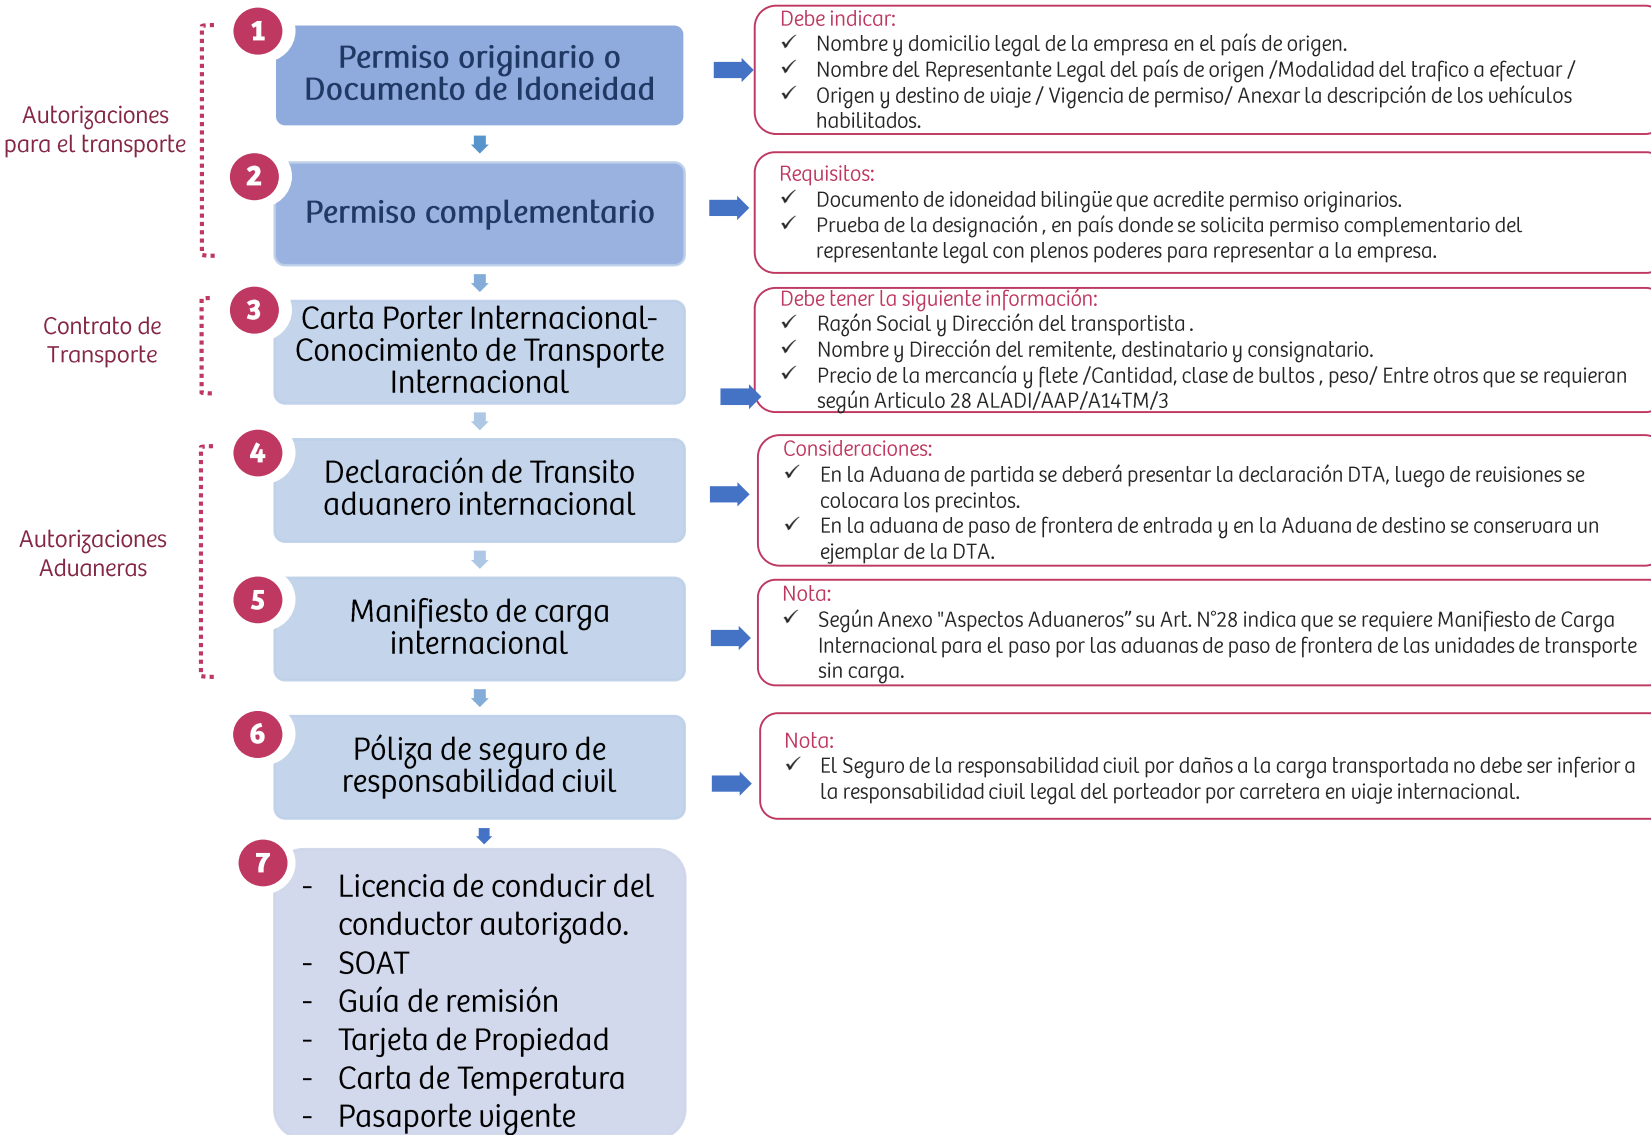 Autorizaciones
para el transporte
1
Permiso originario o
Documento de Idoneidad
Debe indicar:
✓ Nombre y domicilio legal de la empresa en el país de origen.
✓ Nombre del Representante Legal del país de origen /Modalidad del trafico a efectuar /
✓ Origen y destino de viaje / Vigencia de permiso/ Anexar la descripción de los vehículos
habilitados.
2
Permiso complementario
Requisitos:
✓ Documento de idoneidad bilingüe que acredite permiso originarios.
✓ Prueba de la designación , en país donde se solicita permiso complementario del
representante legal con plenos poderes para representar a la empresa.
Contrato de
Transporte
3
Carta Porter Internacional-
Conocimiento de Transporte
Internacional
Debe tener la siguiente información:
✓ Razón Social y Dirección del transportista .
✓ Nombre y Dirección del remitente, destinatario y consignatario.
✓ Precio de la mercancía y flete /Cantidad, clase de bultos , peso/ Entre otros que se requieran
según Articulo 28 ALADI/AAP/A14TM/3
Autorizaciones
Aduaneras
4
Declaración de Transito
aduanero internacional
Consideraciones:
✓ En la Aduana de partida se deberá presentar la declaración DTA, luego de revisiones se
colocara los precintos.
✓ En la aduana de paso de frontera de entrada y en la Aduana de destino se conservara un
ejemplar de la DTA.
5
Manifiesto de carga
internacional
Nota:
✓ Según Anexo "Aspectos Aduaneros” su Art. N°28 indica que se requiere Manifiesto de Carga
Internacional para el paso por las aduanas de paso de frontera de las unidades de transporte
sin carga.
6
Póliza de seguro de
responsabilidad civil
Nota:
✓ El Seguro de la responsabilidad civil por daños a la carga transportada no debe ser inferior a
la responsabilidad civil legal del porteador por carretera en viaje internacional.
7
- Licencia de conducir del
conductor autorizado.
- SOAT
- Guía de remisión
- Tarjeta de Propiedad
- Carta de Temperatura
- Pasaporte vigente